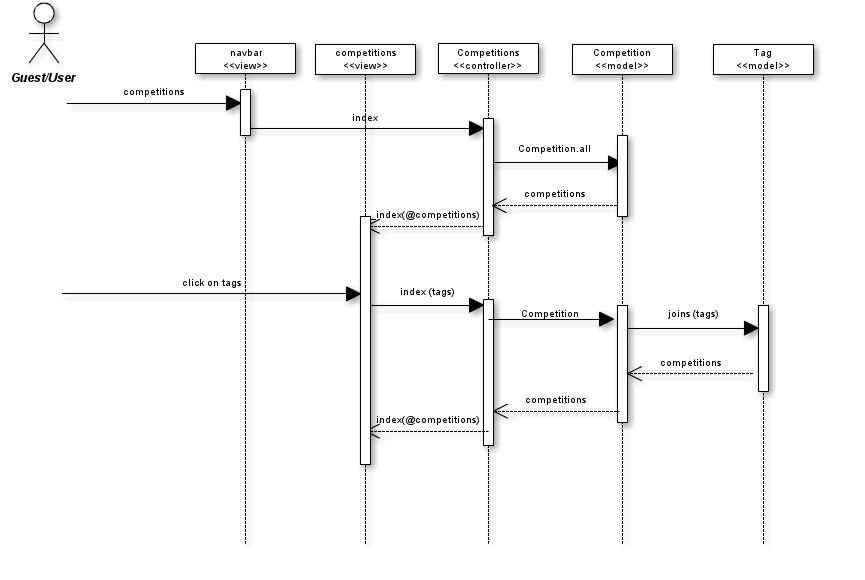 Guest/User
navbar
<<view>>
competitions
<<view>>
Competitions
<<controller>>
Competition
<<model>>
Tag
<<model>>
competitions
index
Competition.all
competitions
index(@competitions)
click on tags
index (tags)
Competition
joins (tags)
competitions
competitions
index(@competitions)